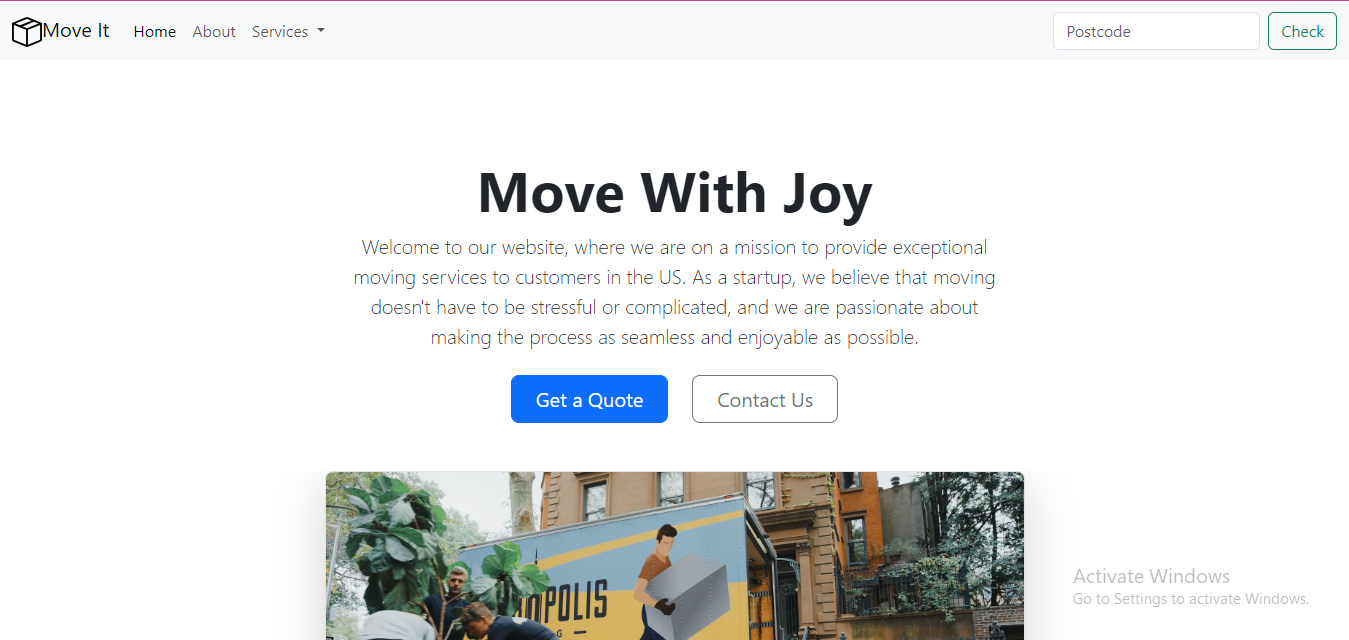 Move It
Home
About
Services
Postcode
Check
Move With Joy
Welcome to our website, where we are on a mission to provide exceptional
moving services to customers in the US. As a startup, we believe that moving
doesn't have to be stressful or complicated, and we are passionate about
making the process as seamless and enjoyable as possible.
Get a Quote
Contact Us
Activate Windows
Go to Settings to activate Windows.